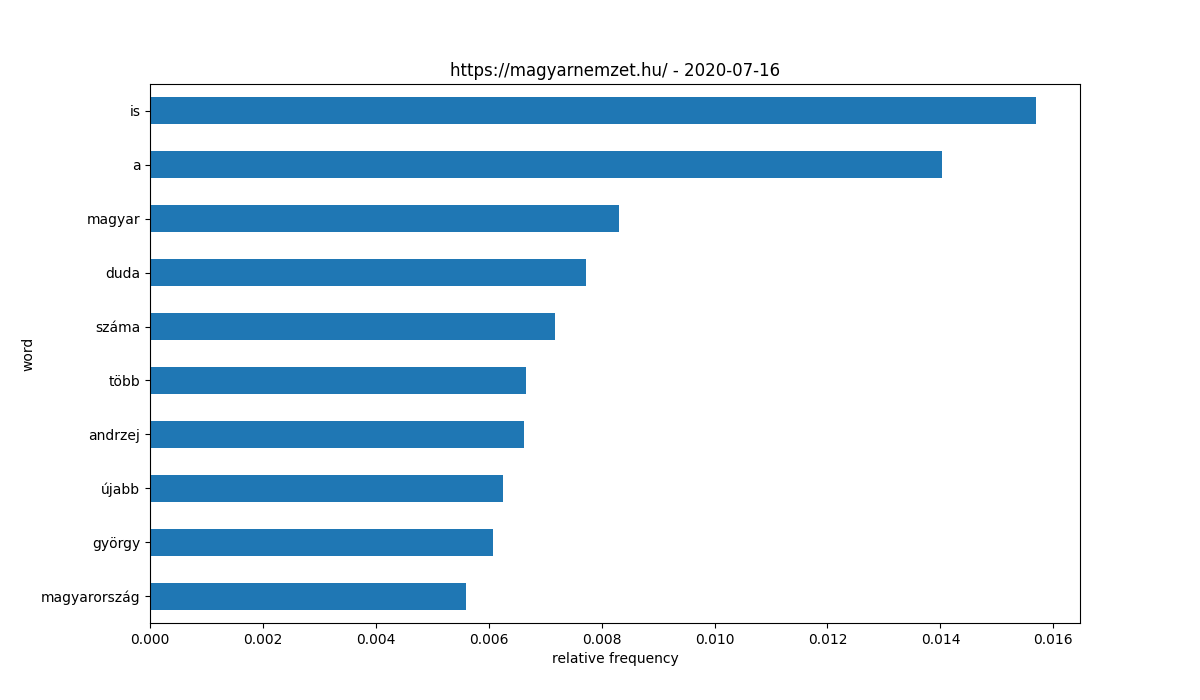 https://magyarnemzet.hu/ - 2020-07-16
is
a
magyar
duda
száma
több
andrzej
újabb
györgy
magyarország
word
0.000 0.002 0.004 0.006 0.008 0.010 0.012 0.014 0.016
relative frequency